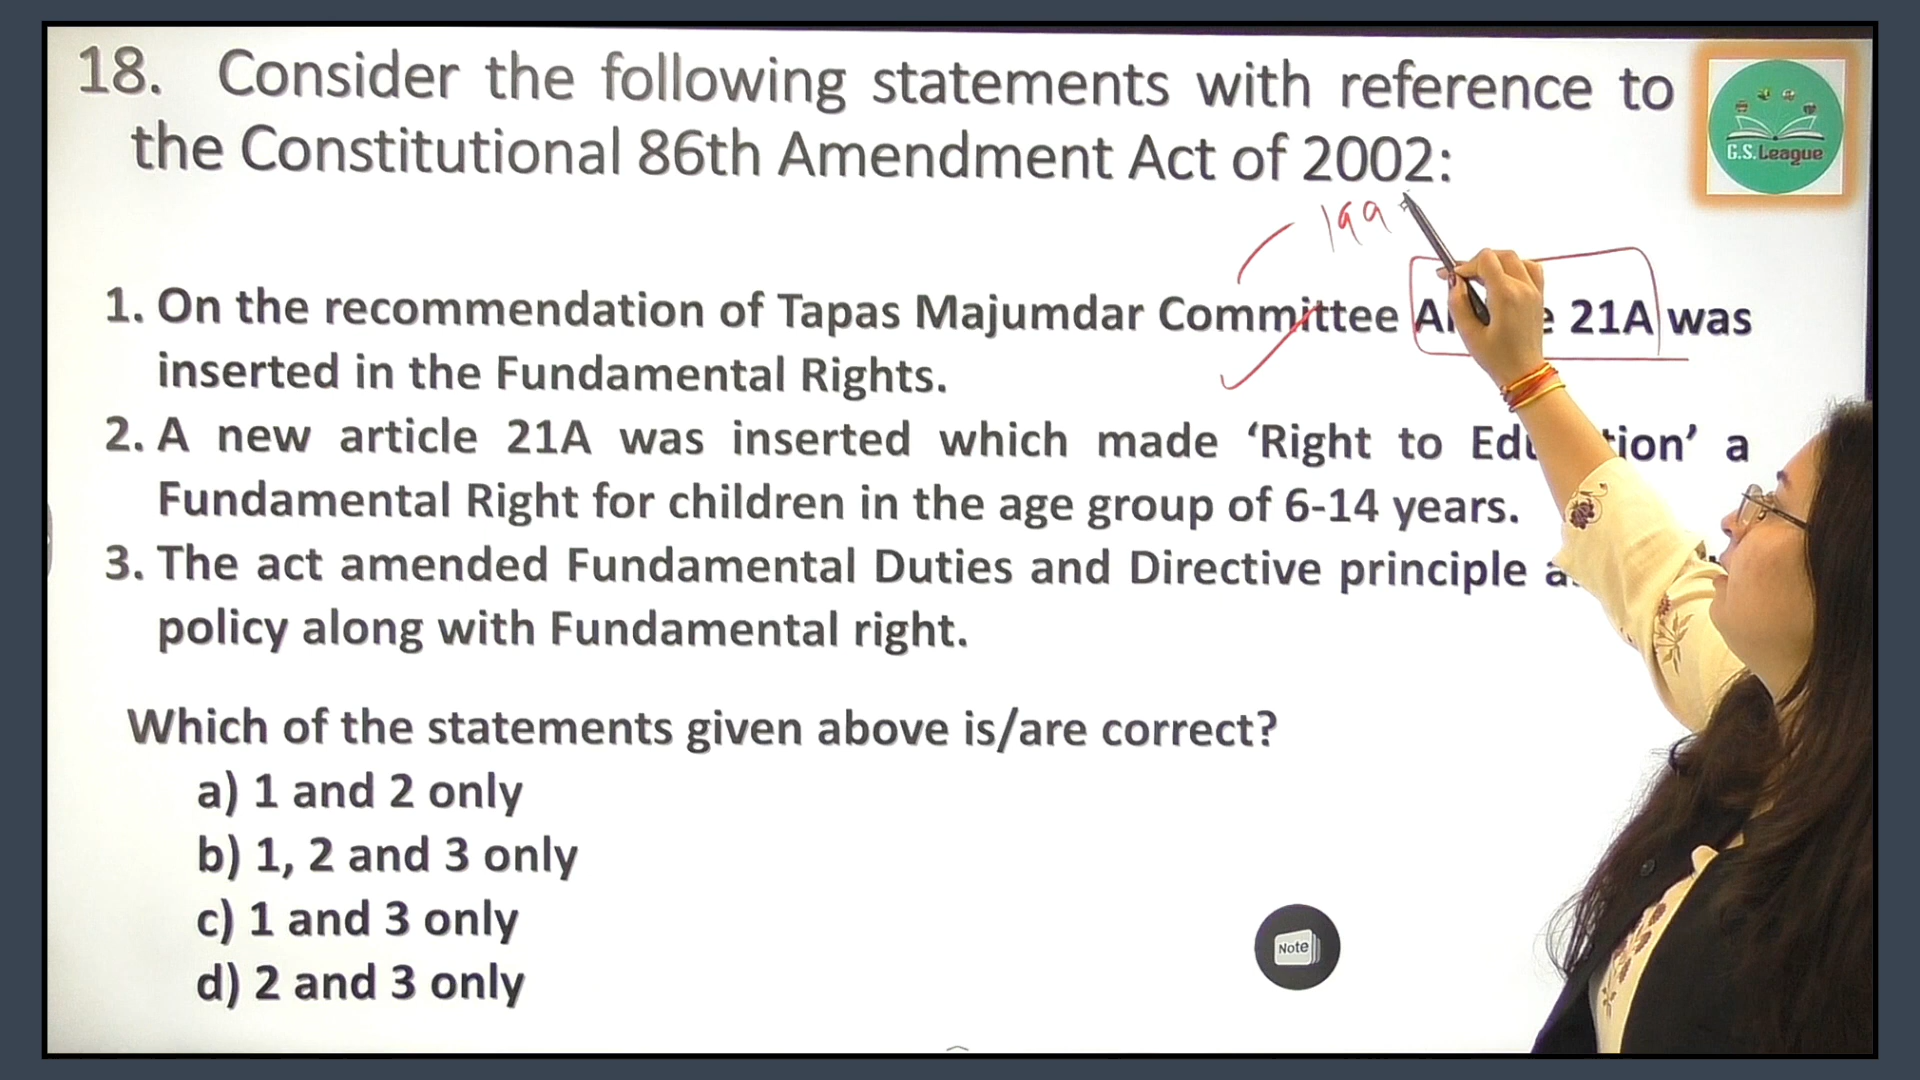 18. Consider the following statements with reference to
the Constitutional 86th Amendment Act of 2002:
G.S.League
199
1. On the recommendation of Tapas Majumdar Committee 21A was
inserted in the Fundamental Rights.
2. A new article 21A was inserted which made ‘Right to a
Fundamental Right for children in the age group of 6-14 years.
3. The act amended Fundamental Duties and Directive principle
policy along with Fundamental right.
Which of the statements given above is/are correct?
a) 1 and 2 only
b) 1, 2 and 3 only
c) 1 and 3 only
d) 2 and 3 only
Note